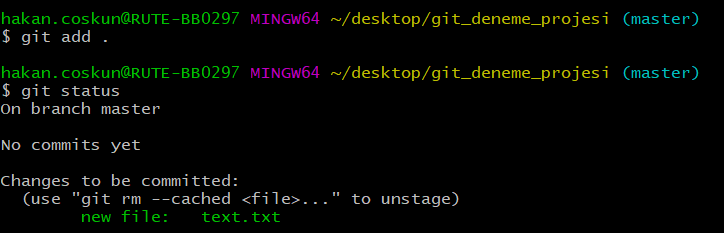 hakan.coskun@RUTE-BB0297 MINGW64 ~/desktop/git_deneme_projesi (master)
$ git add .
hakan.coskun@RUTE-BB0297 MINGW64 ~/desktop/git_deneme_projesi (master)
$ git status
On branch master
No commits yet
Changes to be committed:
  (use "git rm --cached <file>..." to unstage)
        new file:   text.txt